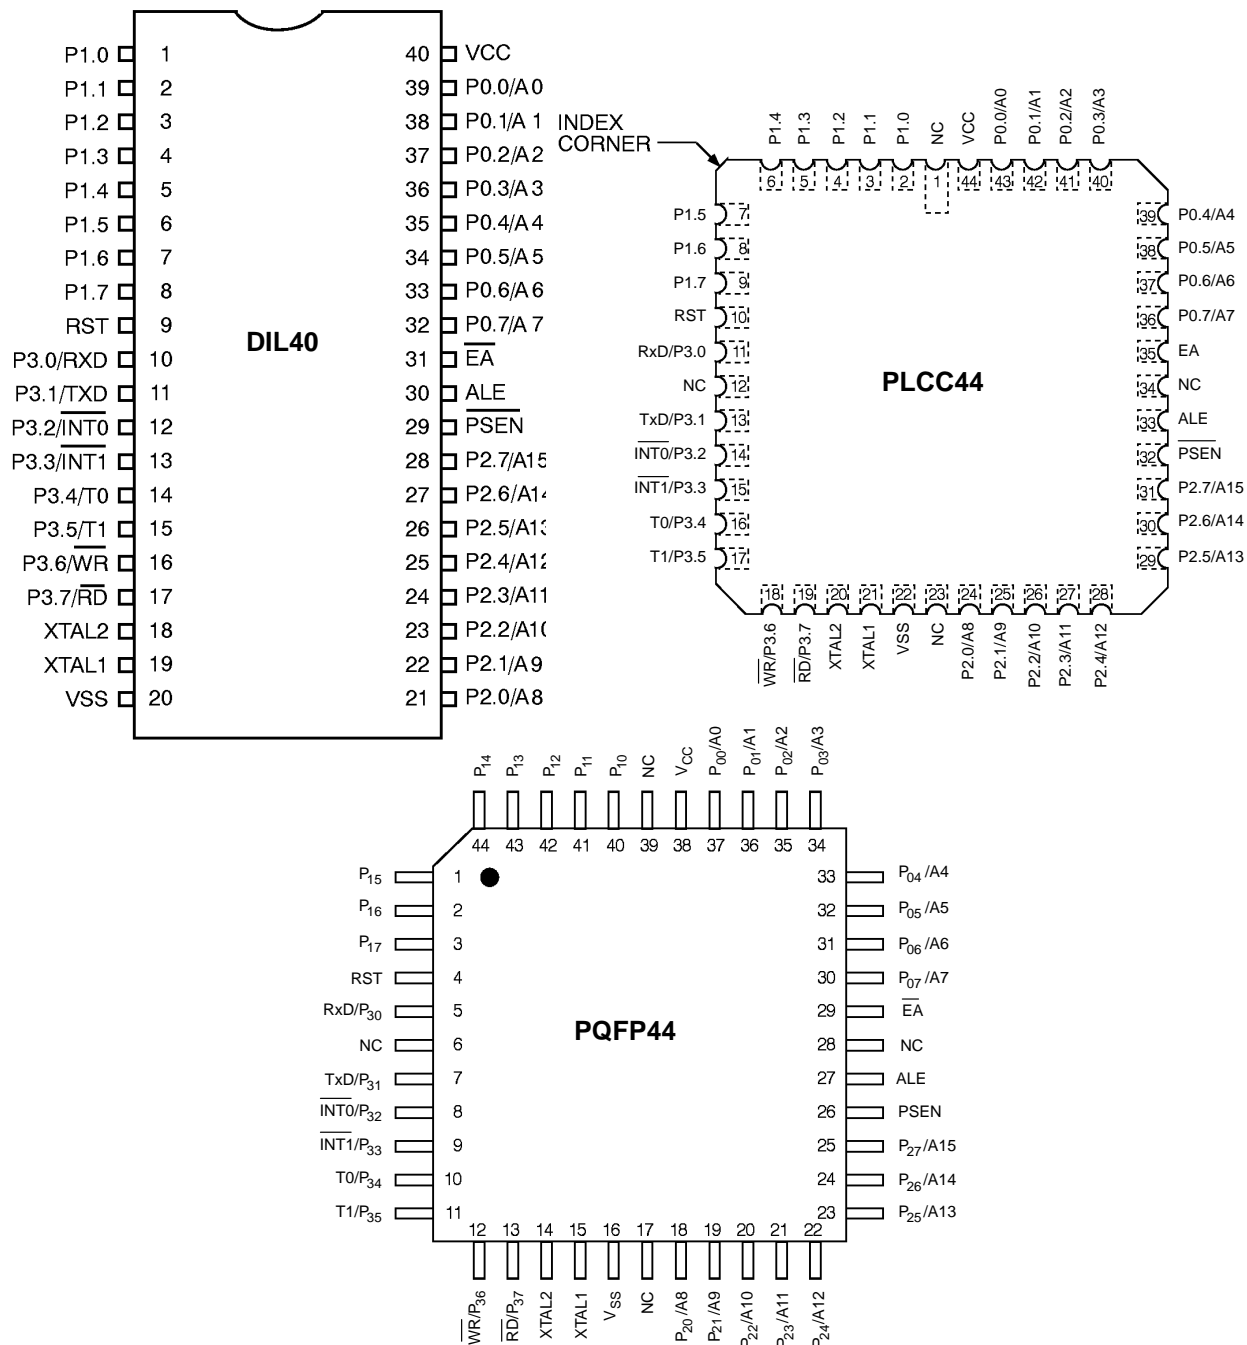 P1.0 1 40 VCC
P1.1 2 39 P0.0/A0
P1.2 3 38 P0.1/A1
P1.3 4 37 P0.2/A2
P1.4 5 36 P0.3/A3
P1.5 6 35 P0.4/A4
P1.6 7 34 P0.5/A5
P1.7 8 33 P0.6/A6
RST 9 32 P0.7/A7
DIL40
P3.0/RXD 10 31 EA
P3.1/TXD 11 30 ALE
P3.2/INT0 12 29 PSEN
P3.3/INT1 13 28 P2.7/A15
P3.4/T0 14 27 P2.6/A14
P3.5/T1 15 26 P2.5/A13
P3.6/WR 16 25 P2.4/A12
P3.7/RD 17 24 P2.3/A11
XTAL2 18 23 P2.2/A10
XTAL1 19 22 P2.1/A9
VSS 20 21 P2.0/A8
INDEX
CORNER
P1.4 P1.3 P1.2 P1.1 P1.0 NC VCC P0.0/A0 P0.1/A1 P0.2/A2 P0.3/A3
6 5 4 3 2 1 44 43 42 41 40
P1.5 7 39 P0.4/A4
P1.6 8 38 P0.5/A5
P1.7 9 37 P0.6/A6
RST 10 36 P0.7/A7
RxD/P3.0 11 35 EA
PLCC44
NC 12 34 NC
TxD/P3.1 13 33 ALE
INT0/P3.2 14 32 PSEN
INT1/P3.3 15 31 P2.7/A15
T0/P3.4 16 30 P2.6/A14
T1/P3.5 17 29 P2.5/A13
18 19 20 21 22 23 24 25 26 27 28
WR/P3.6 RD/P3.7 XTAL2 XTAL1 VSS NC P2.0/A8 P2.1/A9 P2.2/A10 P2.3/A11 P2.4/A12
P14 P13 P12 P11 P10 NC VCC P00/A0 P01/A1 P02/A2 P03/A3
44 43 42 41 40 39 38 37 36 35 34
P15 1 33 P04/A4
P16 2 32 P05/A5
P17 3 31 P06/A6
RST 4 30 P07/A7
RxD/P30 5 29 EA
PQFP44
NC 6 28 NC
TxD/P31 7 27 ALE
INT0/P32 8 26 PSEN
INT1/P33 9 25 P27/A15
T0/P34 10 24 P26/A14
T1/P35 11 23 P25/A13
12 13 14 15 16 17 18 19 20 21 22
WR/P36 RD/P37 XTAL2 XTAL1 VSS NC P20/A8 P21/A9 P22/A10 P23/A11 P24/A12